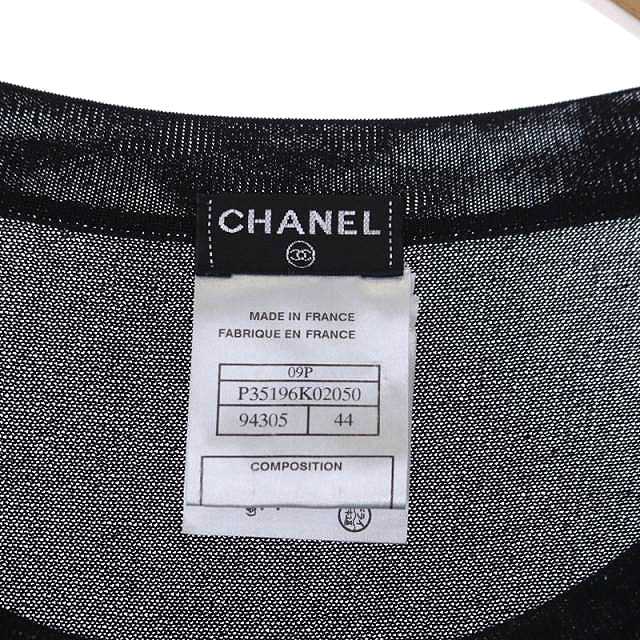 CHANEL
MADE IN FRANCE
FABRIQUE EN FRANCE
09P
P35196K02050
94305 44
COMPOSITION